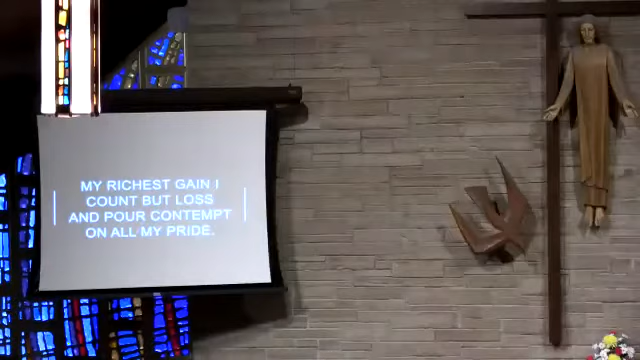 MY RICHEST GAIN I
COUNT BUT LOSS
AND POUR CONTEMPT
ON ALL MY PRIDE.